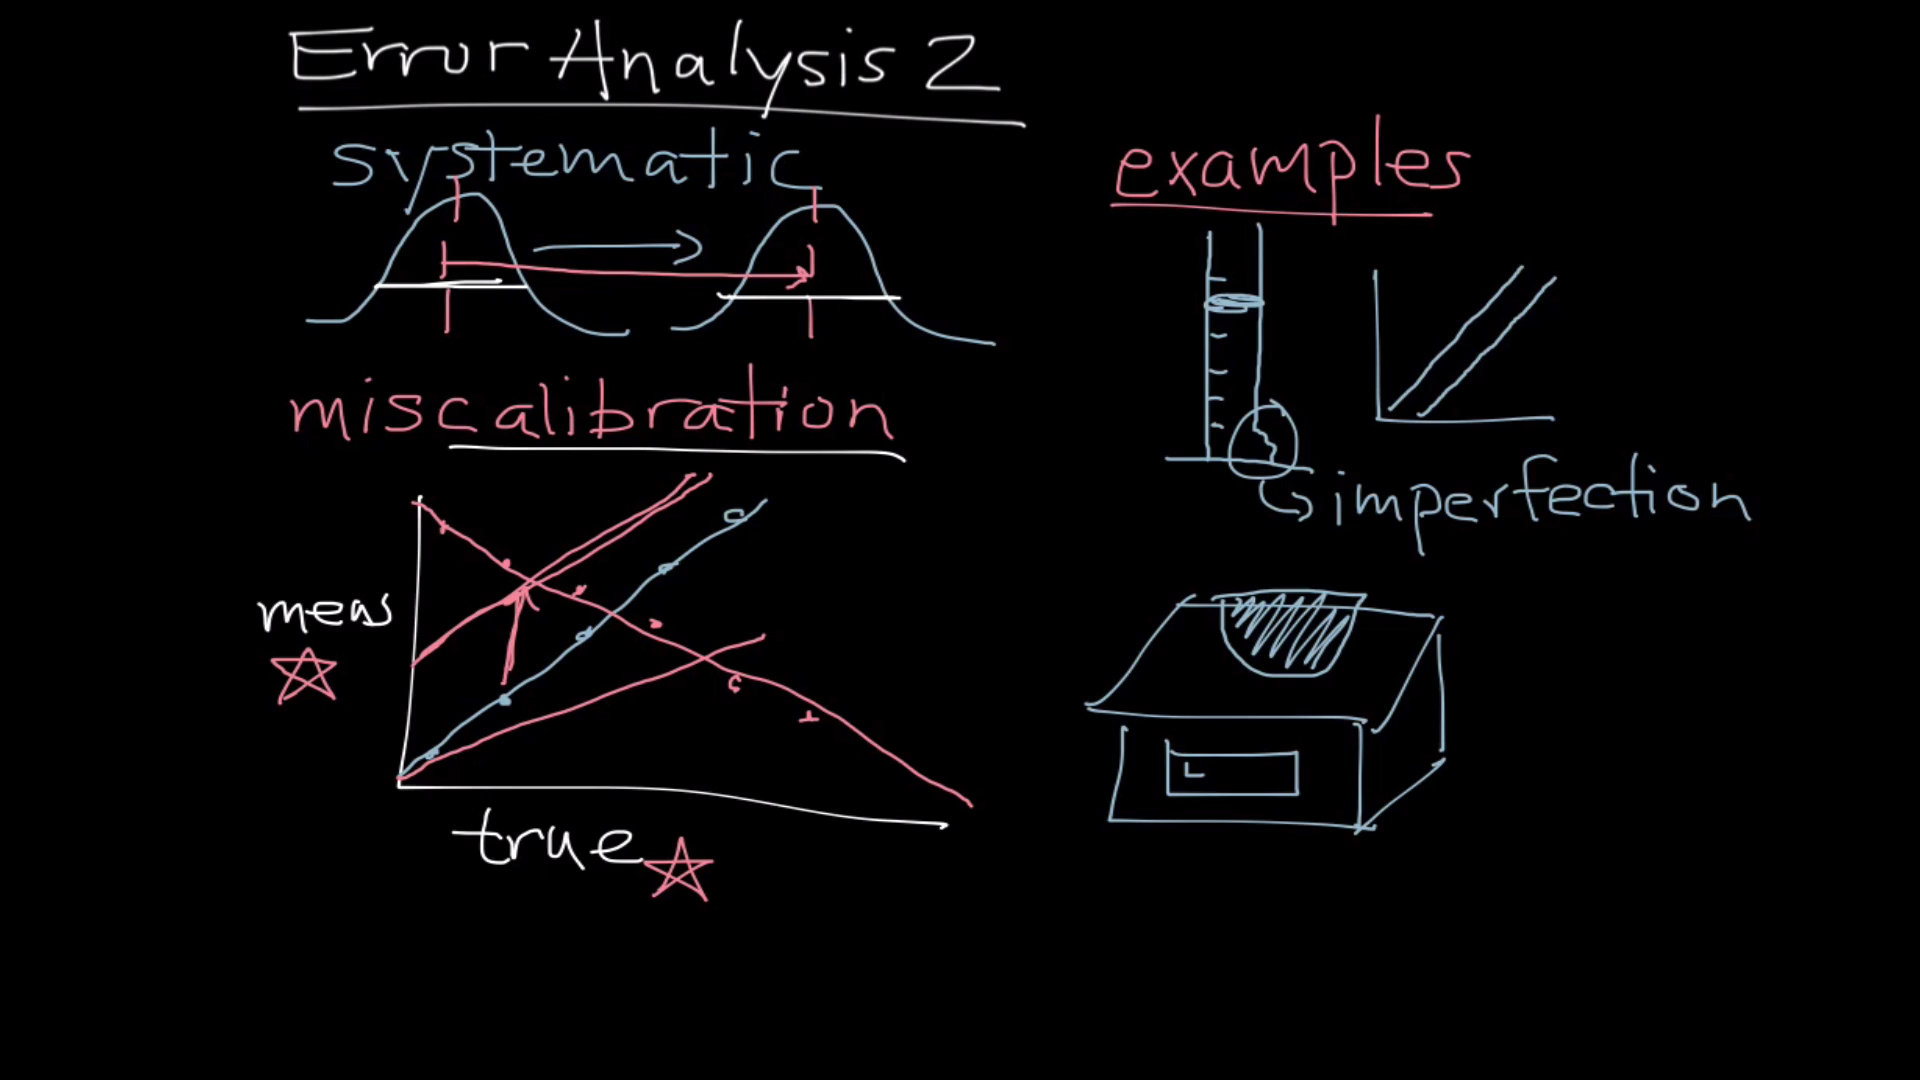 Error Analysis 2
systematic
miscalibration
meas
true
examples
imperfection